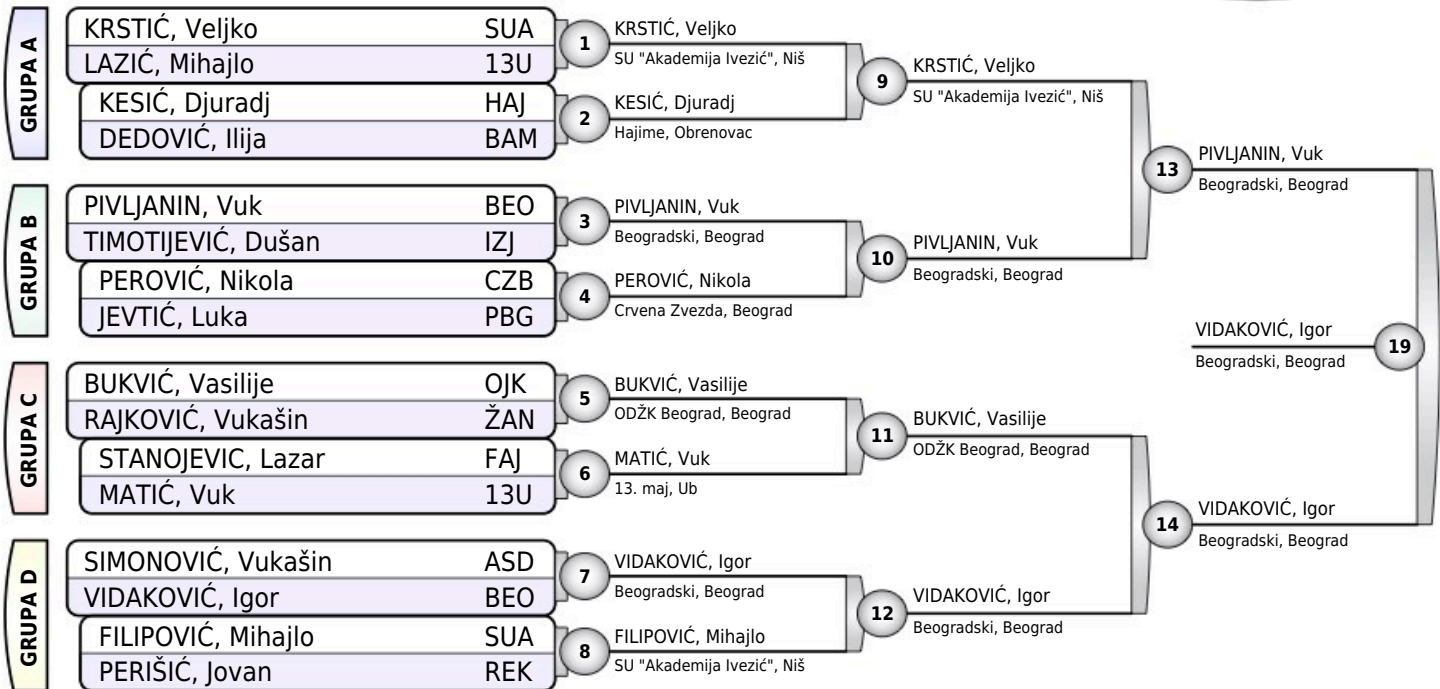 GRUPA A
KRSTIĆ, Veljko SUA
LAZIĆ, Mihajlo 13U
KESIĆ, Djuradj HAJ
DEDOVIĆ, Ilija BAM
GRUPA B
PIVLJANIN, Vuk BEO
TIMOTIJEVIĆ, Dušan IZJ
PEROVIĆ, Nikola CZB
JEVTIĆ, Luka PBG
GRUPA C
BUKVIĆ, Vasilije OJK
RAJKOVIĆ, Vukašin ŽAN
STANOJEVIC, Lazar FAJ
MATIĆ, Vuk 13U
GRUPA D
SIMONOVIĆ, Vukašin ASD
VIDAKOVIĆ, Igor BEO
FILIPOVIĆ, Mihajlo SUA
PERIŠIĆ, Jovan REK
1 KRSTIĆ, Veljko
SU "Akademija Ivezić", Niš
2 KESIĆ, Djuradj
Hajime, Obrenovac
3 PIVLJANIN, Vuk
Beogradski, Beograd
4 PEROVIĆ, Nikola
Crvena Zvezda, Beograd
5 BUKVIĆ, Vasilije
ODŽK Beograd, Beograd
6 MATIĆ, Vuk
13. maj, Ub
7 VIDAKOVIĆ, Igor
Beogradski, Beograd
8 FILIPOVIĆ, Mihajlo
SU "Akademija Ivezić", Niš
9 KRSTIĆ, Veljko
SU "Akademija Ivezić", Niš
10 PIVLJANIN, Vuk
Beogradski, Beograd
11 BUKVIĆ, Vasilije
ODŽK Beograd, Beograd
12 VIDAKOVIĆ, Igor
Beogradski, Beograd
13 PIVLJANIN, Vuk
Beogradski, Beograd
14 VIDAKOVIĆ, Igor
Beogradski, Beograd
VIDAKOVIĆ, Igor 19
Beogradski, Beograd